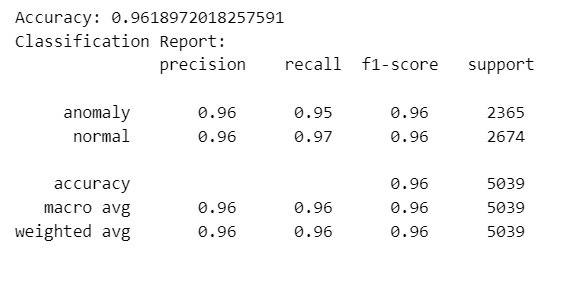 Accuracy: 0.9618972018257591
Classification Report:
precision recall f1-score support
anomaly 0.96 0.95 0.96 2365
normal 0.96 0.97 0.96 2674
accuracy 0.96 5039
macro avg 0.96 0.96 0.96 5039
weighted avg 0.96 0.96 0.96 5039